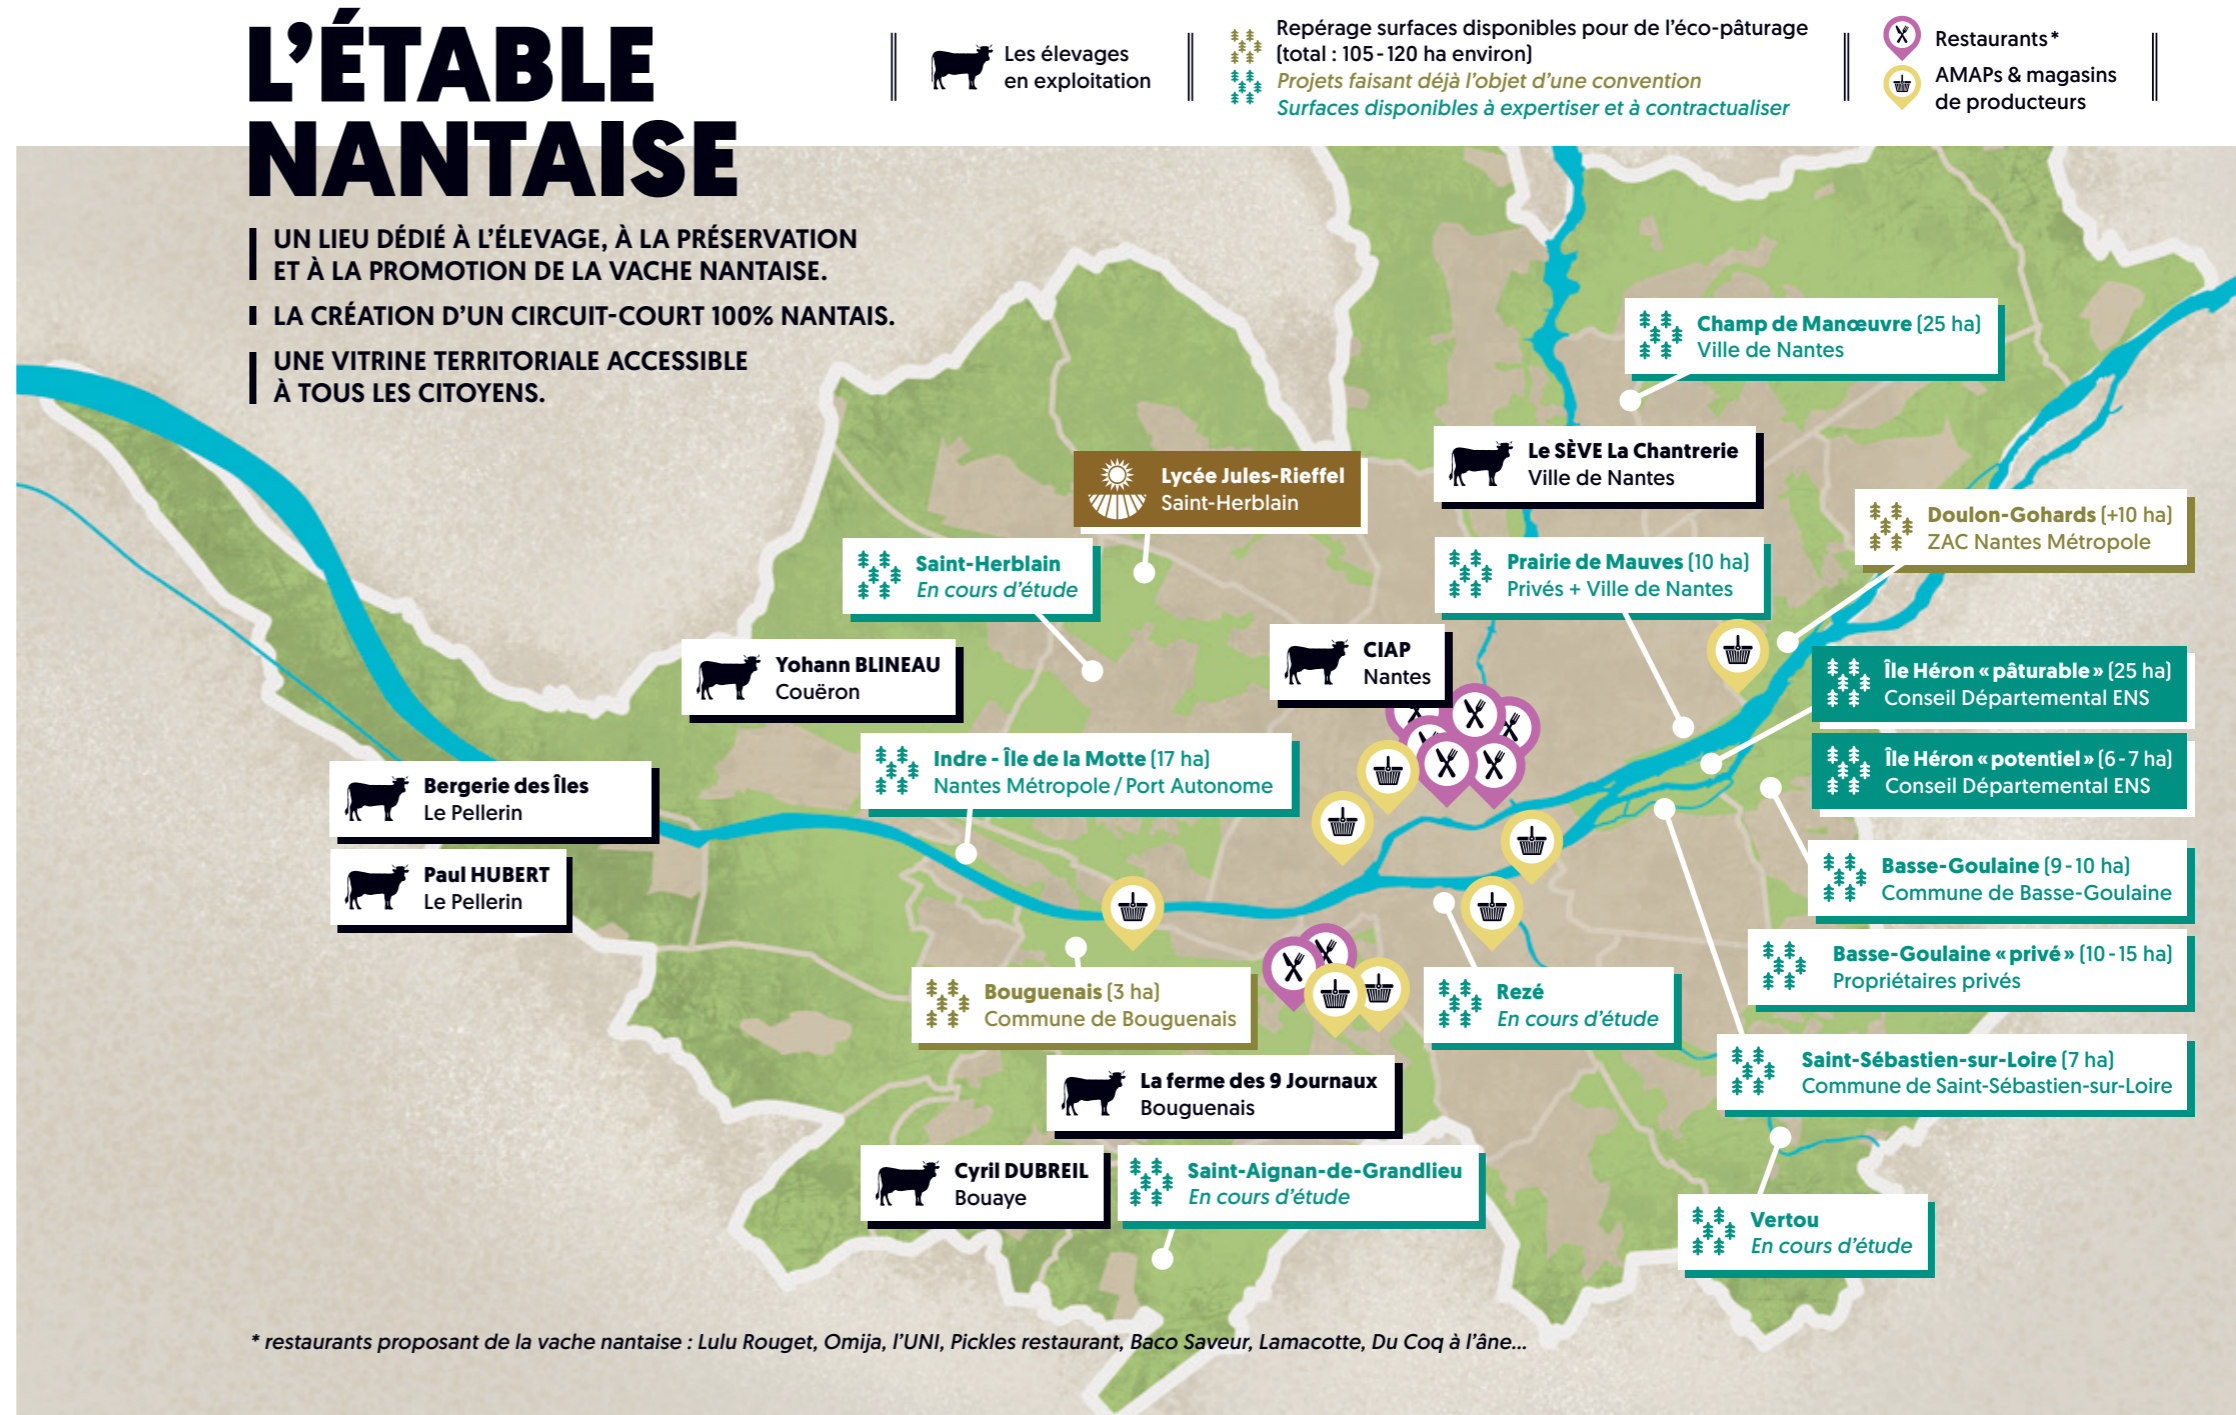 L'ÉTABLE
NANTAISE
UN LIEU DÉDIÉ À L'ÉLEVAGE, À LA PRÉSERVATION
ET À LA PROMOTION DE LA VACHE NANTAISE.
LA CRÉATION D'UN CIRCUIT-COURT 100% NANTAIS.
UNE VITRINE TERRITORIALE ACCESSIBLE
À TOUS LES CITOYENS.
Les élevages
en exploitation
Repérage surfaces disponibles pour de l'éco-pâturage
(total : 105-120 ha environ)
Projets faisant déjà l'objet d'une convention
Surfaces disponibles à expertiser et à contractualiser
Restaurants*
AMAPs & magasins
de producteurs
Champ de Manœuvre (25 ha)
Ville de Nantes
Le SÈVE La Chantrerie
Ville de Nantes
Lycée Jules-Rieffel
Saint-Herblain
Doulon-Gohards (+10 ha)
ZAC Nantes Métropole
Saint-Herblain
En cours d'étude
Prairie de Mauves (10 ha)
Privés + Ville de Nantes
Yohann BLINEAU
Couëron
CIAP
Nantes
Île Héron « pâturable » (25 ha)
Conseil Départemental ENS
Indre - Île de la Motte (17 ha)
Nantes Métropole / Port Autonome
Île Héron « potentiel » (6-7 ha)
Conseil Départemental ENS
Bergerie des Îles
Le Pellerin
Paul HUBERT
Le Pellerin
Basse-Goulaine (9-10 ha)
Commune de Basse-Goulaine
Basse-Goulaine « privé » (10-15 ha)
Propriétaires privés
Bouguenais (3 ha)
Commune de Bouguenais
Rezé
En cours d'étude
Saint-Sébastien-sur-Loire (7 ha)
Commune de Saint-Sébastien-sur-Loire
La ferme des 9 Journaux
Bouguenais
Cyril DUBREIL
Bouaye
Saint-Aignan-de-Grandlieu
En cours d'étude
Vertou
En cours d'étude
* restaurants proposant de la vache nantaise : Lulu Rouget, Omija, l'UNI, Pickles restaurant, Baco Saveur, Lamacotte, Du Coq à l'âne...